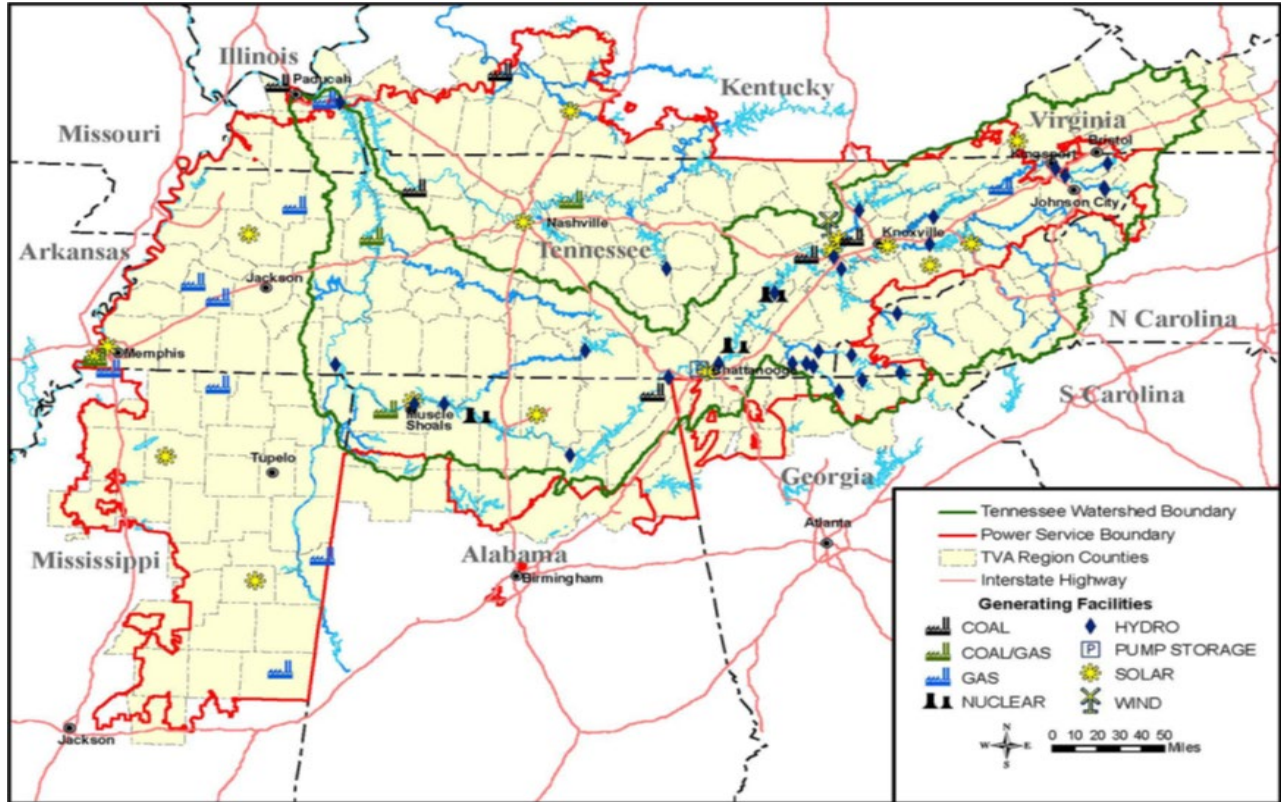 Illinois
Paducah
Kentucky
Missouri
Virginia
Bristol
Kingsport
Johnson City
Nashville
Tennessee
Knoxville
Arkansas
Jackson
N Carolina
Memphis
Chattanooga
S Carolina
Muscle
Shoals
Tupelo
Georgia
Atlanta
Mississippi
Alabama
Birmingham
Jackson
Tennessee Watershed Boundary
Power Service Boundary
TVA Region Counties
Interstate Highway
Generating Facilities
COAL
HYDRO
COAL/GAS
PUMP STORAGE
P
GAS
SOLAR
NUCLEAR
WIND
N
W E
S
0 10 20 30 40 50
Miles